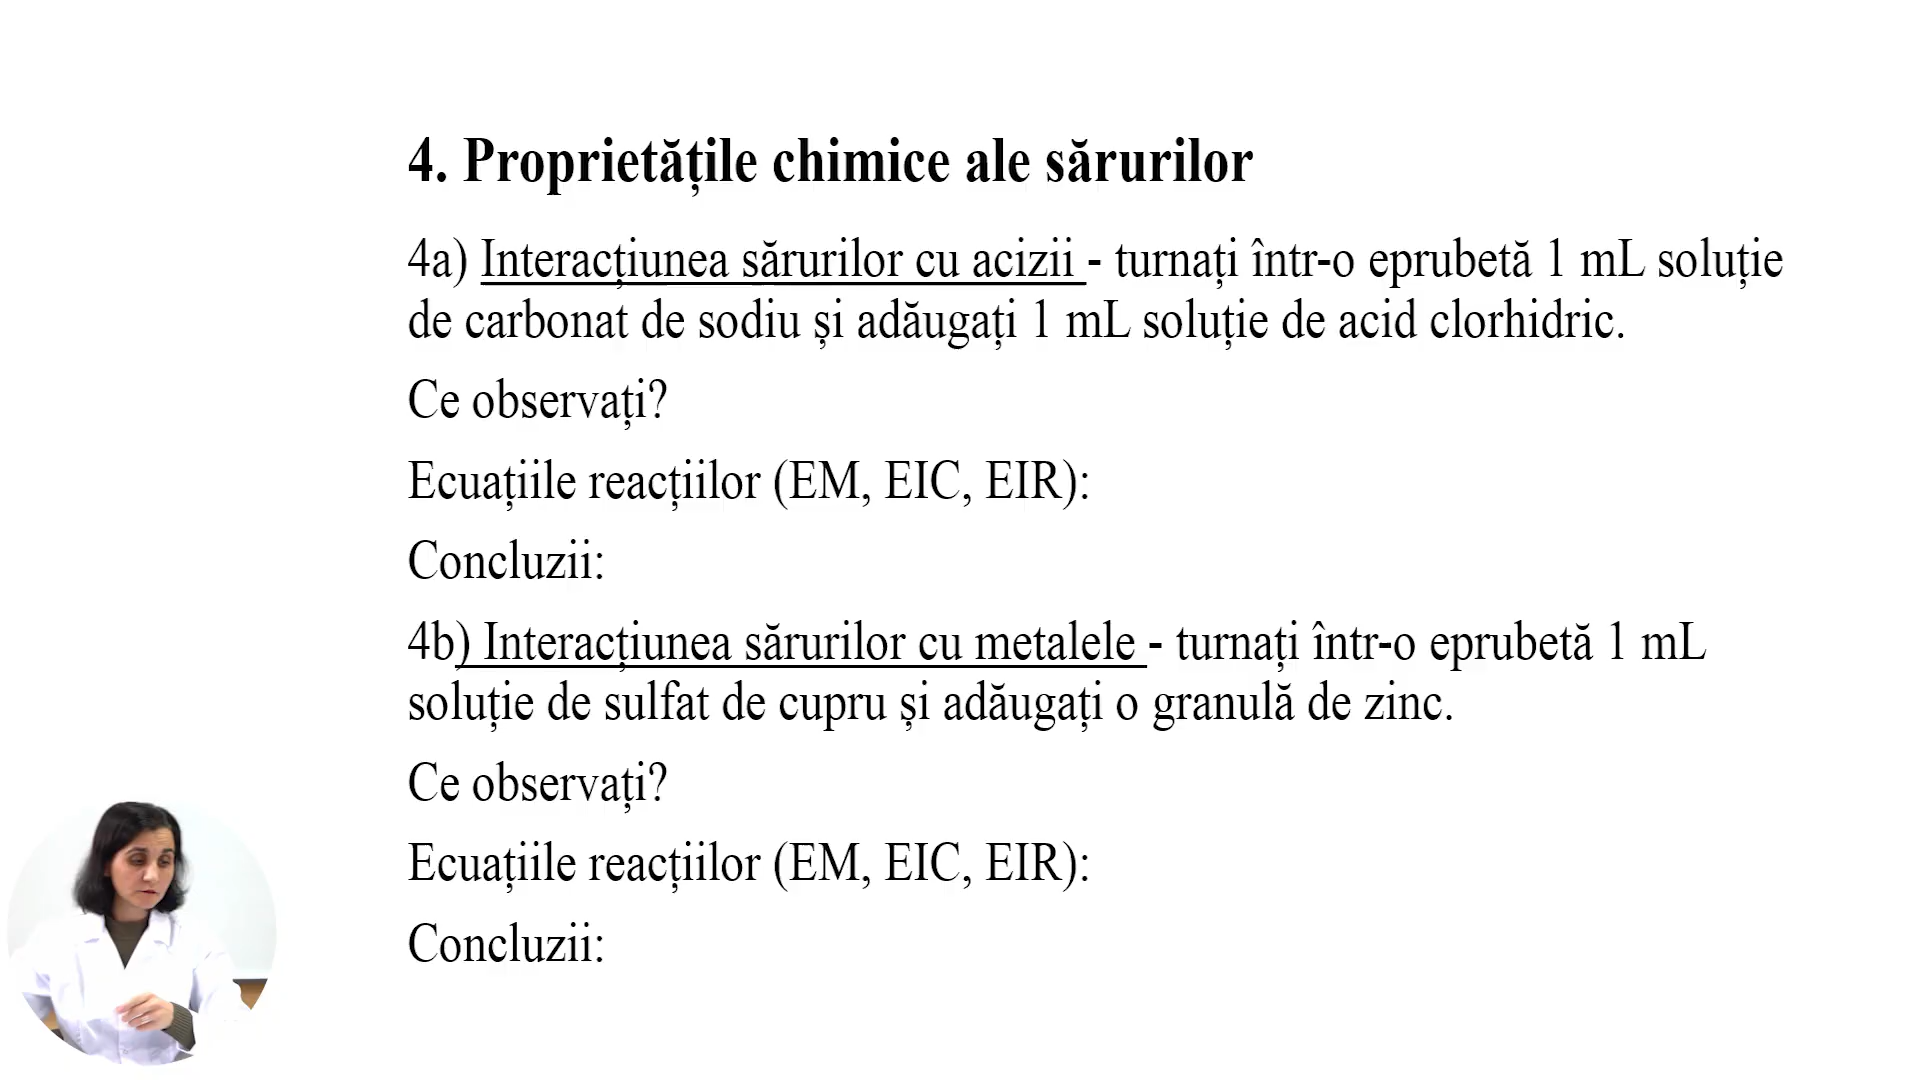 4. Proprietățile chimice ale sărurilor
4a) Interacțiunea sărurilor cu acizii - turnați într-o eprubetă 1 mL soluție
de carbonat de sodiu și adăugați 1 mL soluție de acid clorhidric.
Ce observați?
Ecuațiile reacțiilor (EM, EIC, EIR):
Concluzii:
4b) Interacțiunea sărurilor cu metalele - turnați într-o eprubetă 1 mL
soluție de sulfat de cupru și adăugați o granulă de zinc.
Ce observați?
Ecuațiile reacțiilor (EM, EIC, EIR):
Concluzii: